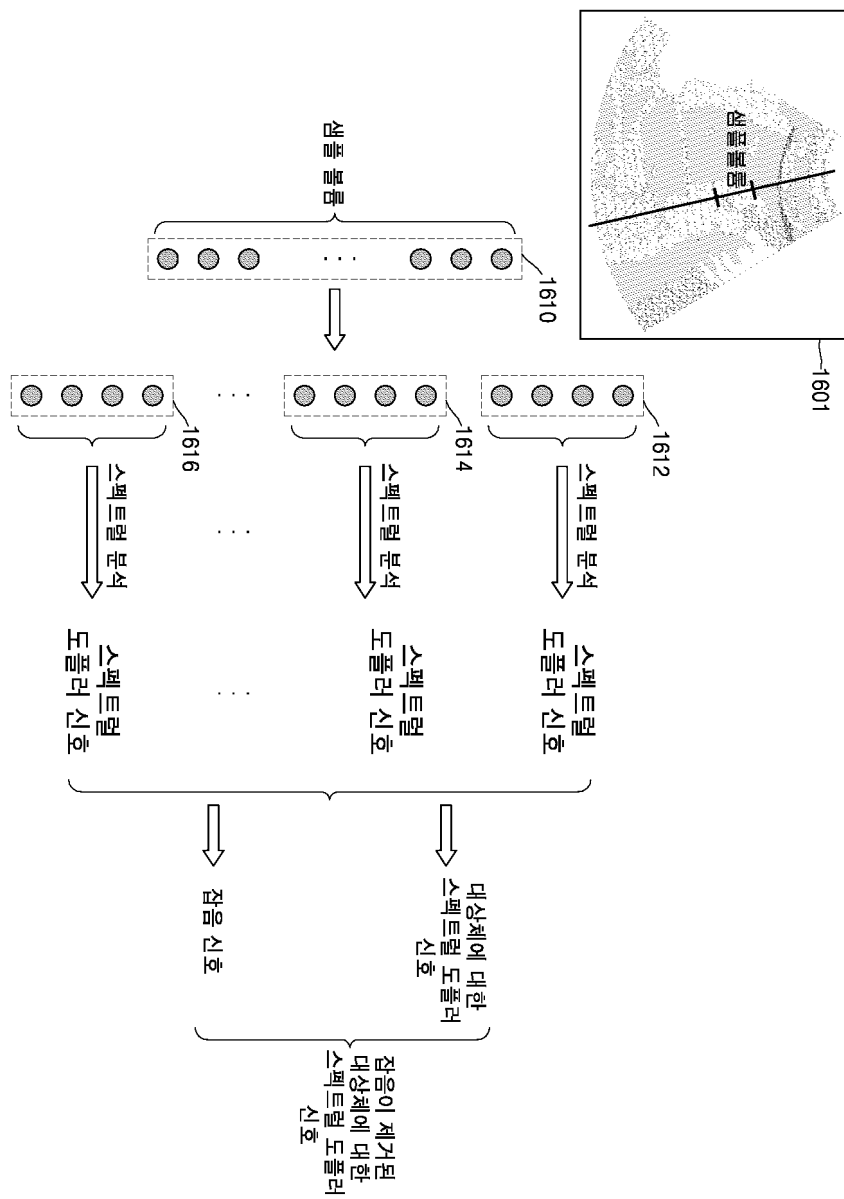 샘플볼륨
1601
샘플 볼륨
1610
1612
1614
1616
스펙트럴 분석
스펙트럴 분석
스펙트럴 분석
. . .
스펙트럴
도플러 신호
스펙트럴
도플러 신호
스펙트럴
도플러 신호
대상체에 대한
스펙트럴 도플러
신호
잡음 신호
잡음이 제거된
대상체에 대한
스펙트럴 도플러
신호